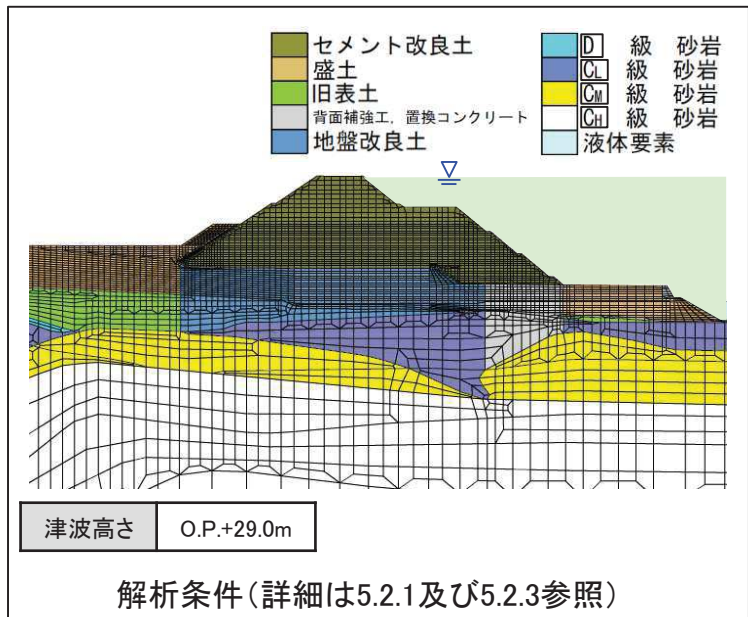 セメント改良土
盛土
旧表土
背面補強工，置換コンクリート
地盤改良土
D 級 砂岩
CL 級 砂岩
CM 級 砂岩
CH 級 砂岩
液体要素
津波高さ O.P.+29.0m
解析条件(詳細は5.2.1及び5.2.3参照)